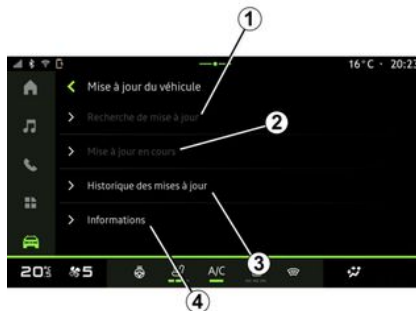 1
16°C · 20:23
Mise à jour du véhicule
Recherche de mise à jour
2
Mise à jour en cours
Historique des mises à jour
Informations
3
20⁵ 5 A/C
4